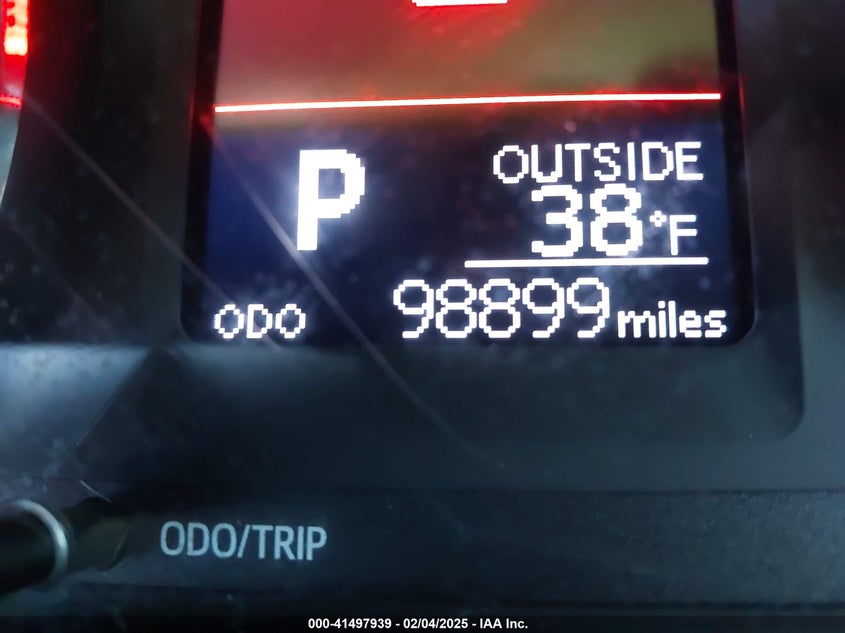 P
OUTSIDE
38°F
ODO 98899 miles
ODO/TRIP
000-41497939 - 02/04/2025 - IAA Inc.